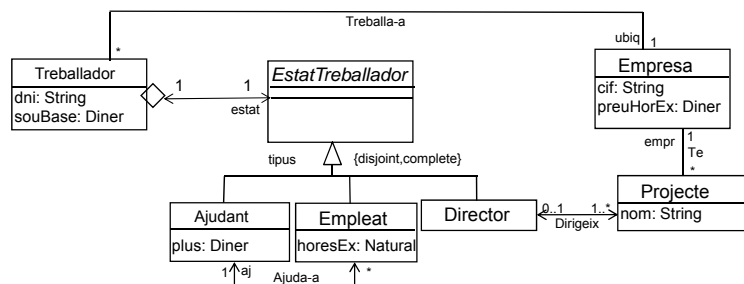 Treballa-a
*
ubiq
1
Treballador
dni: String
souBase: Diner
1
1
estat
EstatTreballador
Empresa
cif: String
preuHorEx: Diner
empr
1
Te
*
tipus
{disjoint,complete}
Ajudant
plus: Diner
Empleat
horesEx: Natural
Director
0..1
1..*
Dirigeix
Projecte
nom: String
1
aj
Ajuda-a
*